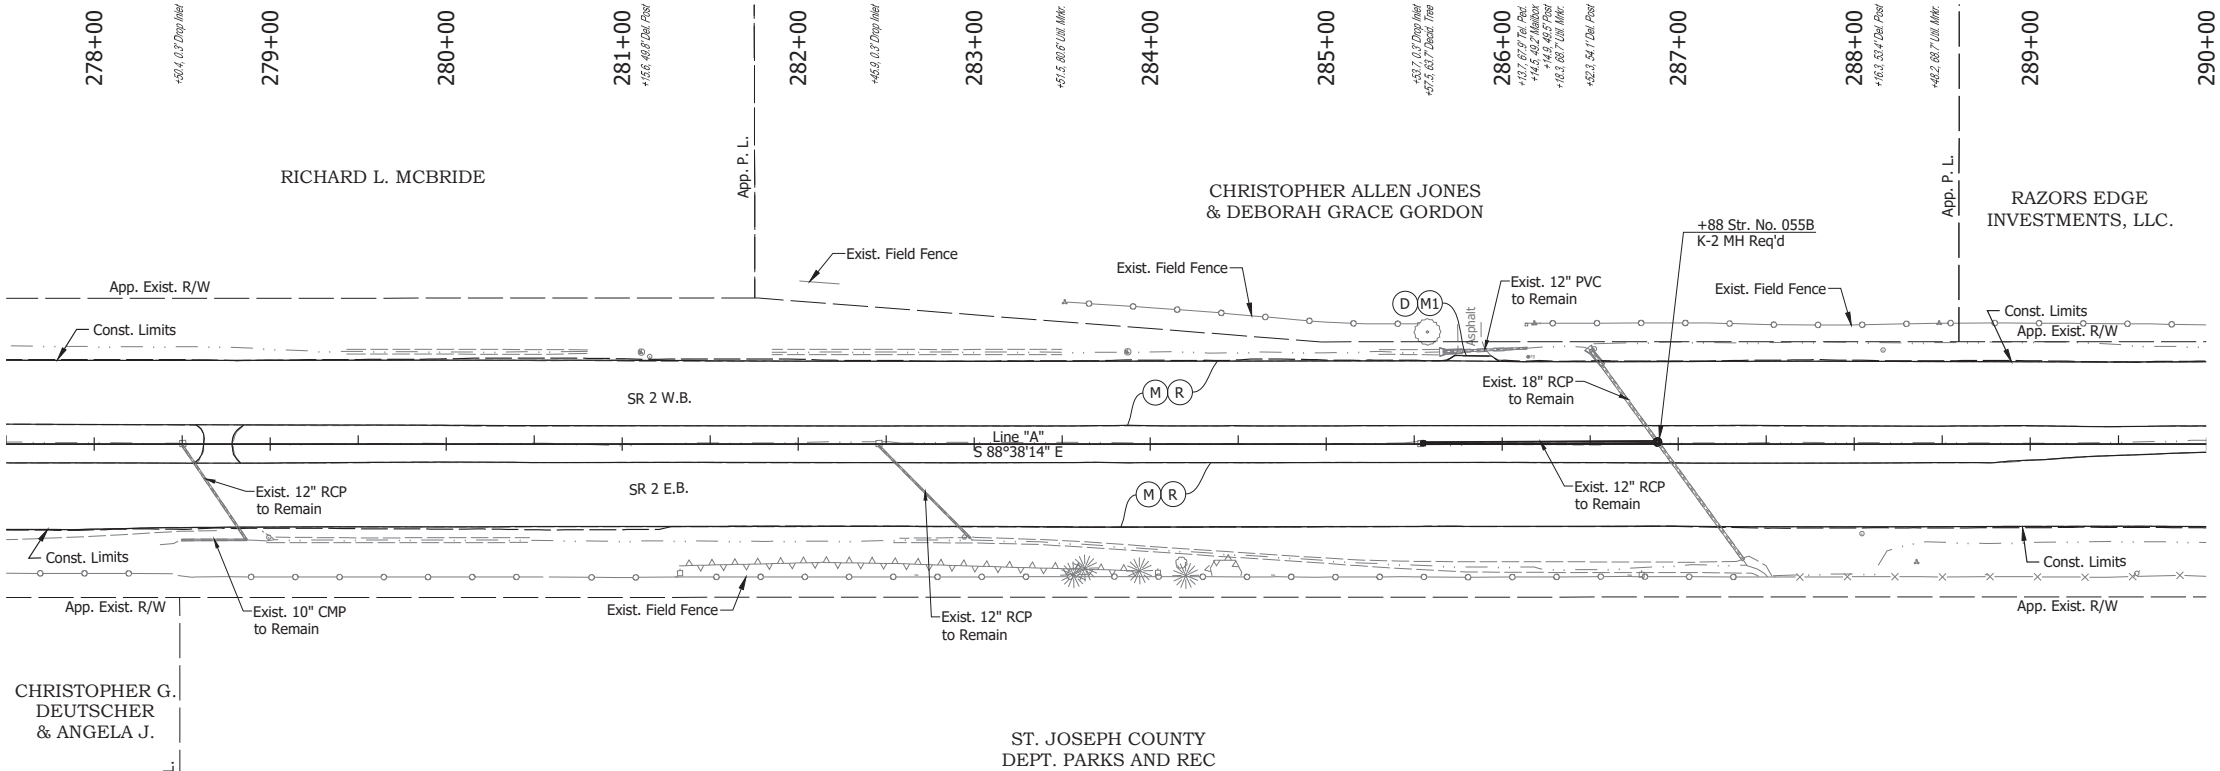 278+00
+50.4, 0.3' Drop Inlet
279+00
280+00
281+00
+15.6, 49.8' Del. Post
282+00
+45.9, 0.3' Drop Inlet
283+00
+51.5, 80.6' Util. Mrkr.
284+00
285+00
+53.7, 0.3' Drop Inlet
+57.5, 63.7' Decid. Tree
286+00
+13.7, 67.9' Tel. Ped.
+14.5, 49.2' Mailbox
+14.9, 49.5' Post
+18.3, 68.7' Util. Mrkr.
+52.3, 54.1' Del. Post
287+00
288+00
+16.3, 53.4' Del. Post
+48.2, 68.7' Util. Mrkr.
289+00
290+00
RICHARD L. MCBRIDE
App. P. L.
CHRISTOPHER ALLEN JONES
& DEBORAH GRACE GORDON
App. P. L.
RAZORS EDGE
INVESTMENTS, LLC.
+88 Str. No. 055B
K-2 MH Req'd
Exist. Field Fence
Exist. Field Fence
Exist. 12" PVC
to Remain
Exist. Field Fence
App. Exist. R/W
D M1
Asphalt
Const. Limits
Const. Limits
App. Exist. R/W
SR 2 W.B.
M R
Exist. 18" RCP
to Remain
Line "A"
S 88°38'14" E
Exist. 12" RCP
to Remain
SR 2 E.B.
M R
Exist. 12" RCP
to Remain
Const. Limits
Const. Limits
App. Exist. R/W
Exist. 10" CMP
to Remain
Exist. Field Fence
Exist. 12" RCP
to Remain
App. Exist. R/W
CHRISTOPHER G.
DEUTSCHER
& ANGELA J.
L.
ST. JOSEPH COUNTY
DEPT. PARKS AND REC